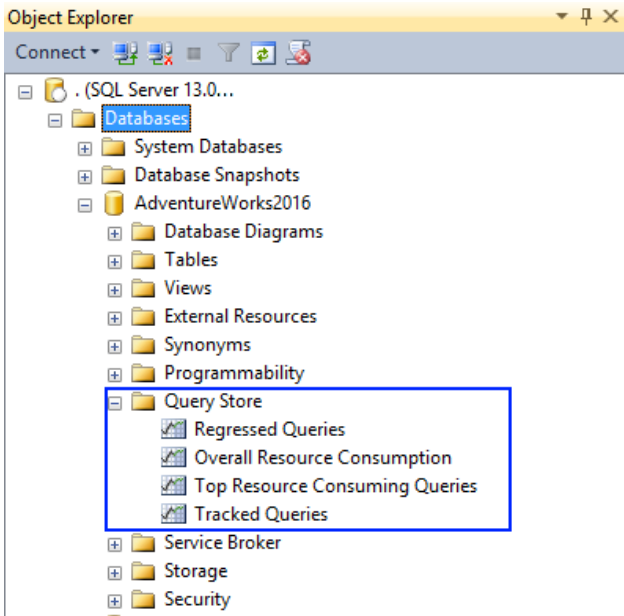 Object Explorer
Connect
. (SQL Server 13.0...
Databases
System Databases
Database Snapshots
AdventureWorks2016
Database Diagrams
Tables
Views
External Resources
Synonyms
Programmability
Query Store
Regressed Queries
Overall Resource Consumption
Top Resource Consuming Queries
Tracked Queries
Service Broker
Storage
Security